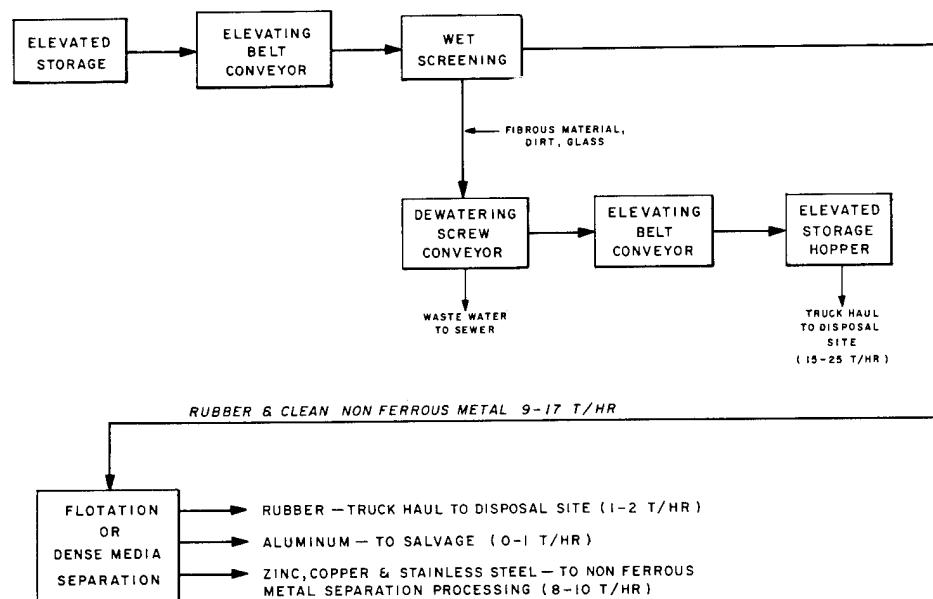 ELEVATED
STORAGE
ELEVATING
BELT
CONVEYOR
WET
SCREENING
FIBROUS MATERIAL,
DIRT, GLASS
DEWATERING
SCREW
CONVEYOR
ELEVATING
BELT
CONVEYOR
ELEVATED
STORAGE
HOPPER
WASTE WATER
TO SEWER
TRUCK HAUL
TO DISPOSAL
SITE
(15-25 T/HR)
RUBBER & CLEAN NON FERROUS METAL 9-17 T/HR
FLOTATION
OR
DENSE MEDIA
SEPARATION
RUBBER — TRUCK HAUL TO DISPOSAL SITE (1-2 T/HR)
ALUMINUM — TO SALVAGE (0-1 T/HR)
ZINC, COPPER & STAINLESS STEEL — TO NON FERROUS
METAL SEPARATION PROCESSING (8-10 T/HR)